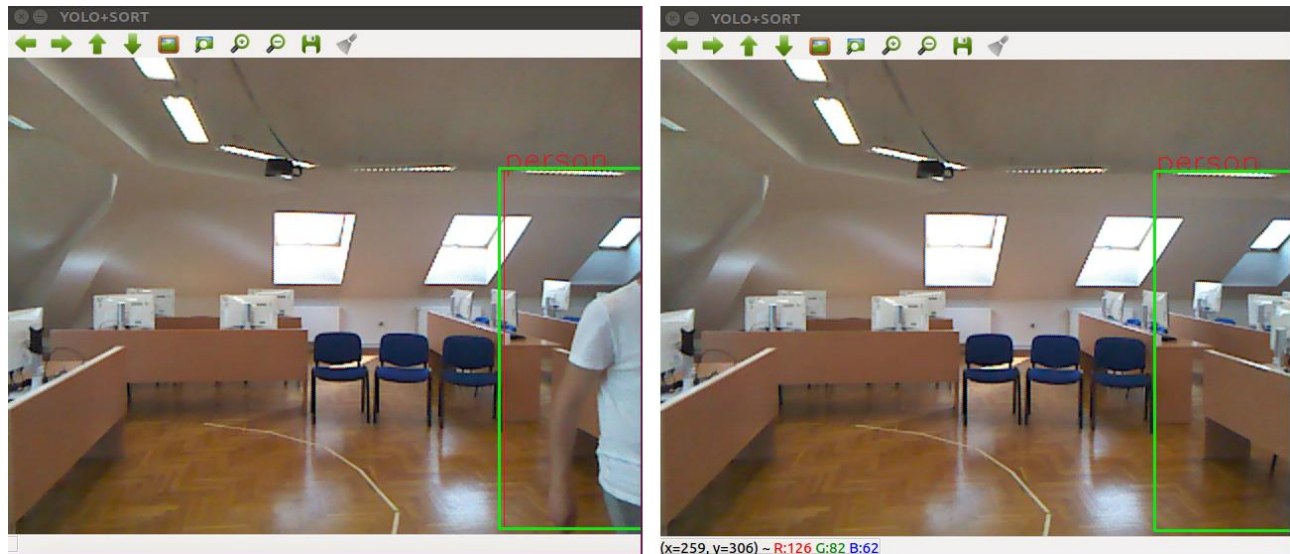 YOLO+SORT
person
YOLO+SORT
person
(x=259, y=306) ~ R:126 G:82 B:62